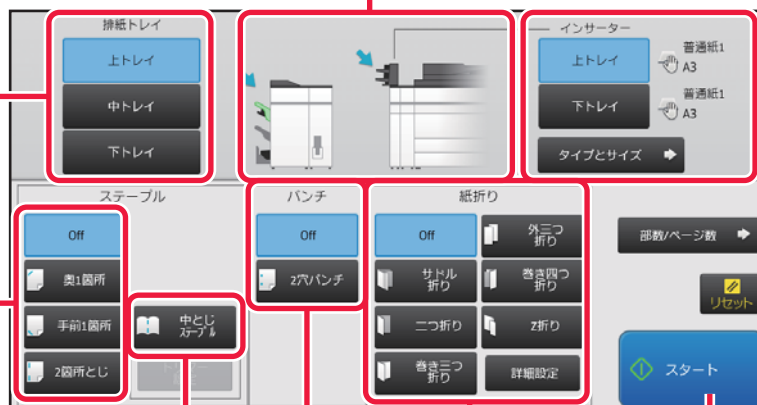 排紙トレイ
上トレイ
中トレイ
下トレイ
インサーター
上トレイ
普通紙1
A3
下トレイ
普通紙1
A3
タイプとサイズ
ステープル
Off
奥1箇所
手前1箇所
2箇所とじ
中とじ
ステープル
パンチ
Off
2穴パンチ
紙折り
Off
外三つ
折り
サドル
折り
巻き四つ
折り
二つ折り
Z折り
巻き三つ
折り
詳細設定
部数/ページ数
リセット
スタート